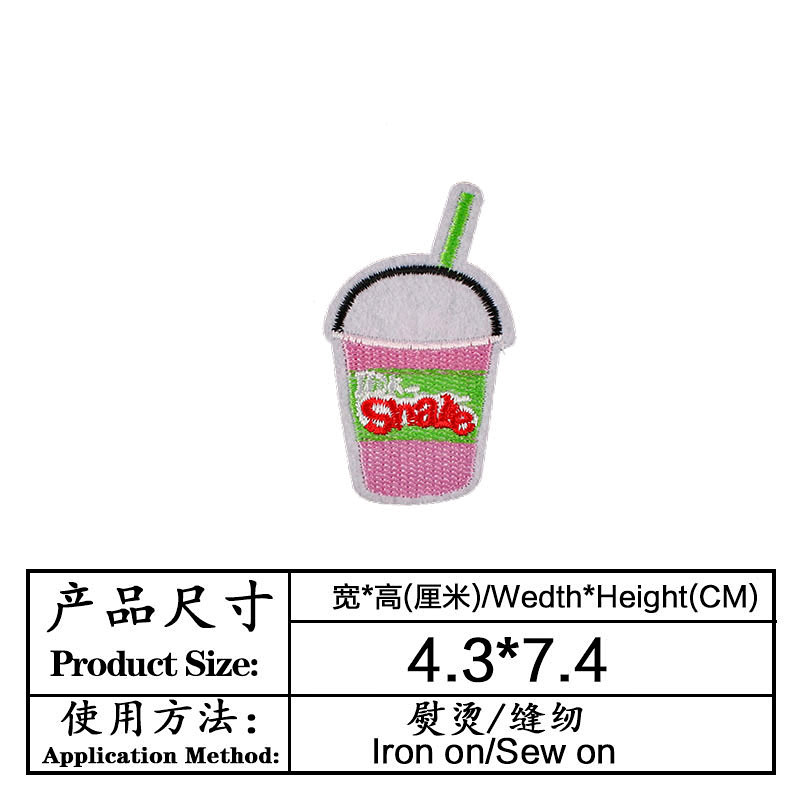 Snake
产品尺寸
Product Size:
宽*高(厘米)/Wedth*Height(CM)
4.3*7.4
使用方法:
Application Method:
熨烫/缝纫
Iron on/Sew on